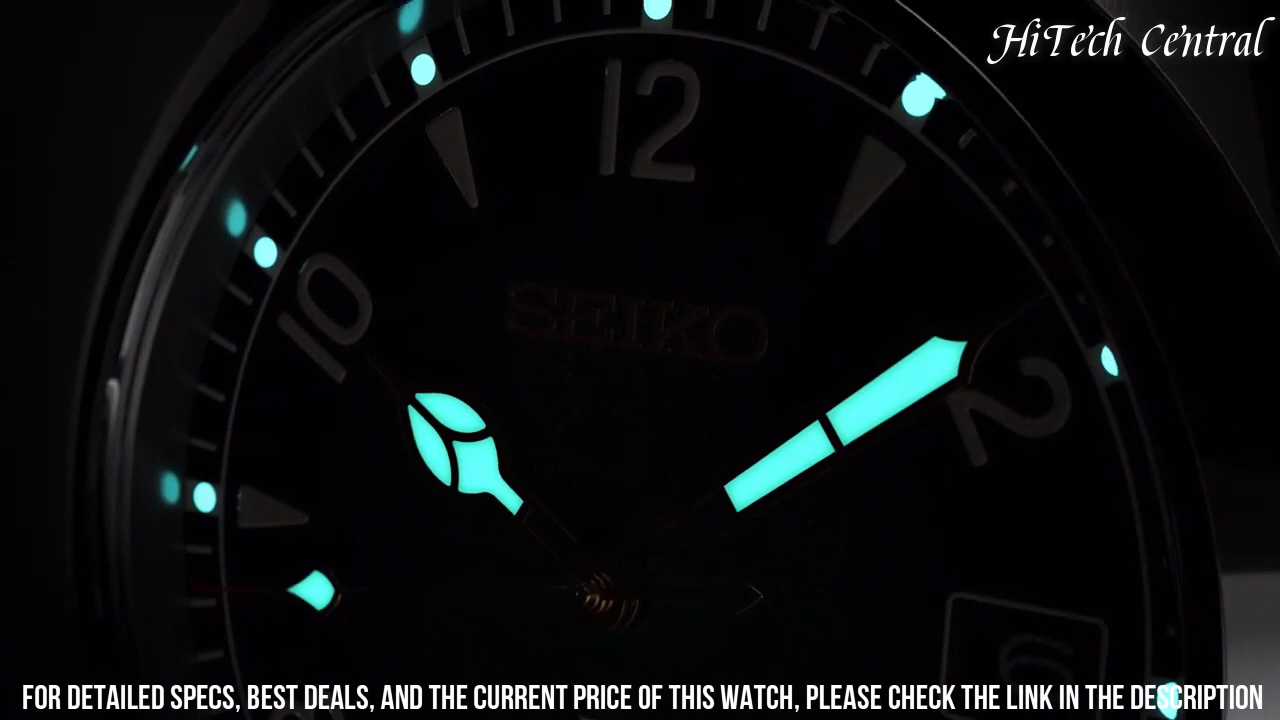 HiTech Central
12
10
SEIKO
2
6
FOR DETAILED SPECS, BEST DEALS, AND THE CURRENT PRICE OF THIS WATCH, PLEASE CHECK THE LINK IN THE DESCRIPTION